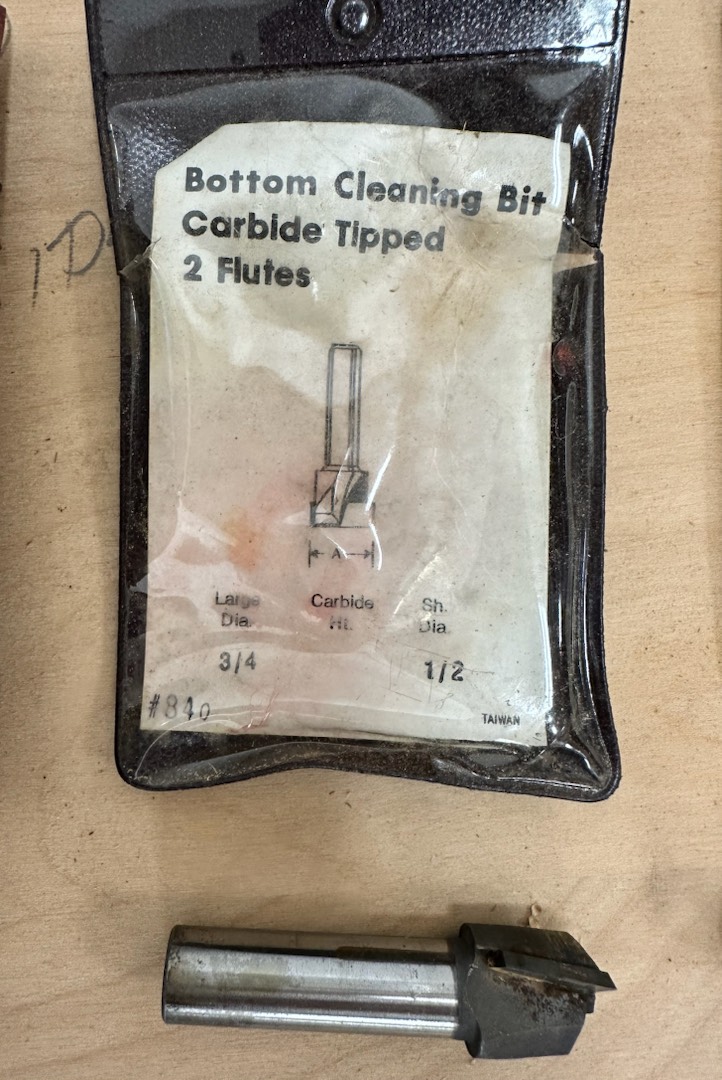 Bottom Cleaning Bit
Carbide Tipped
2 Flutes
A
Large Carbide Sh.
Dia. Ht. Dia.
3/4 1/2
#840
TAIWAN